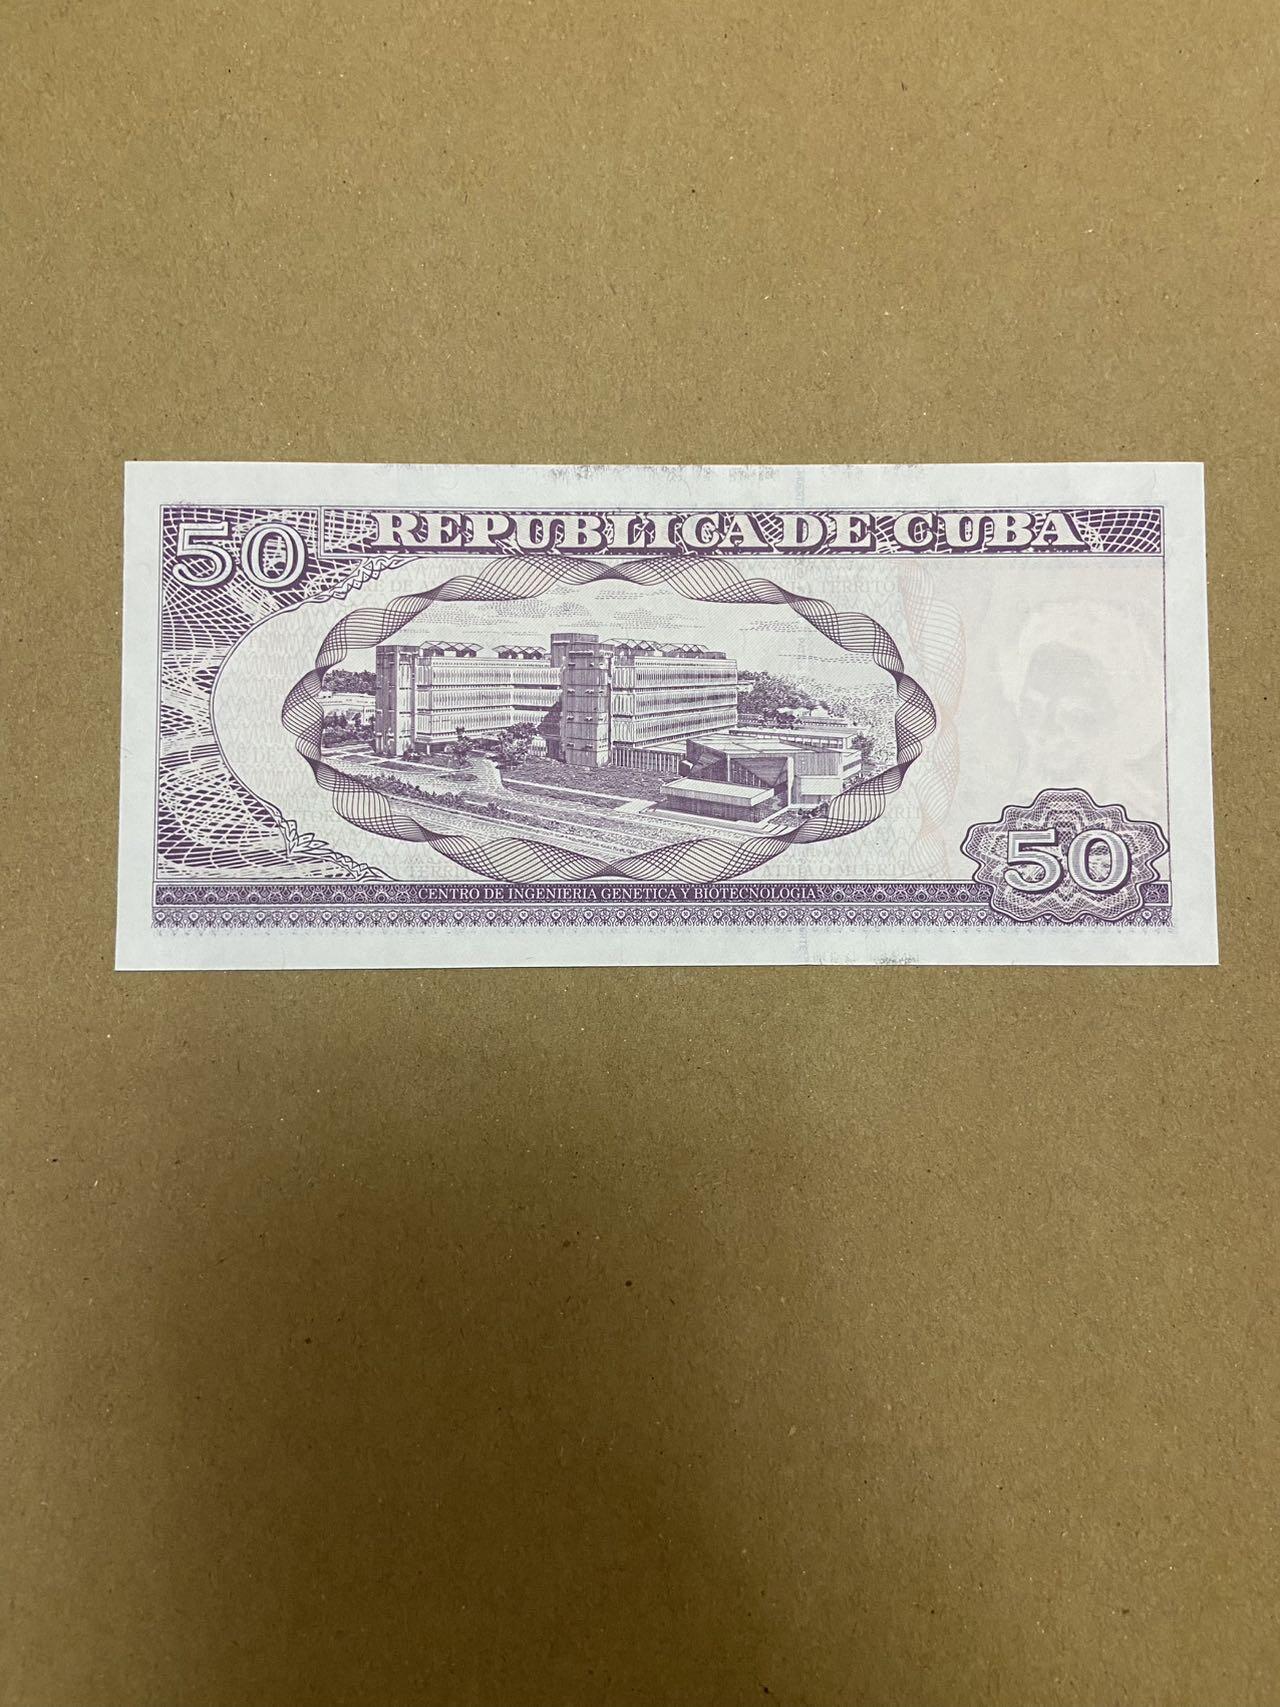 50
REPUBLICA DE CUBA
CENTRO DE INGENIERIA GENETICA Y BIOTECNOLOGIA
50